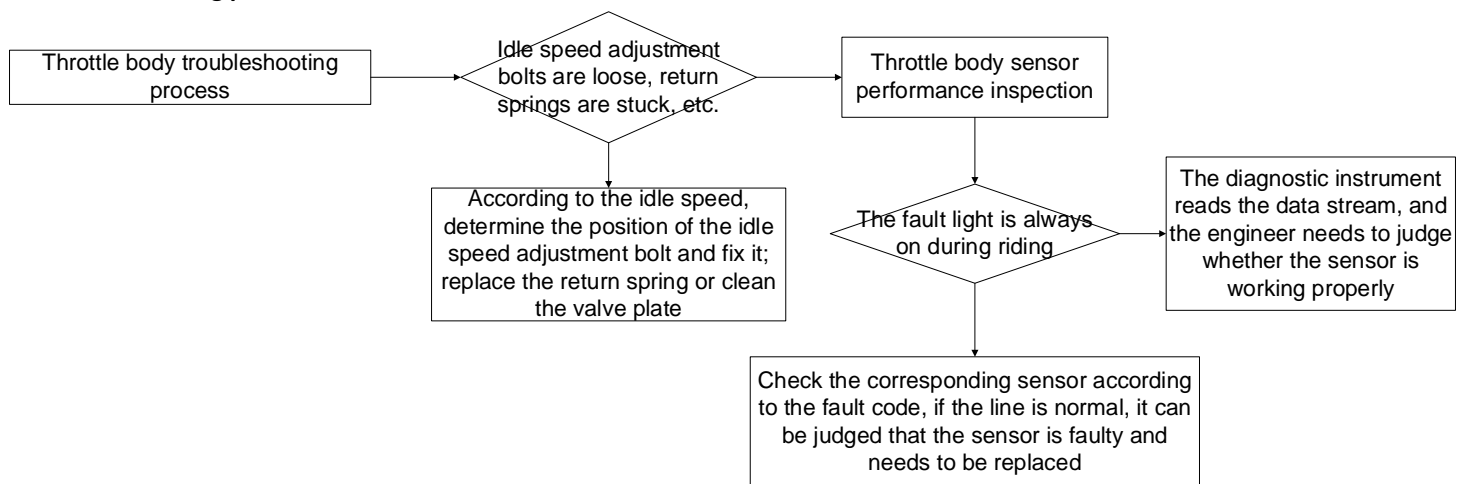 Throttle body troubleshooting
process
Idle speed adjustment
bolts are loose, return
springs are stuck, etc.
Throttle body sensor
performance inspection
According to the idle speed,
determine the position of the idle
speed adjustment bolt and fix it;
replace the return spring or clean
the valve plate
The fault light is always
on during riding
The diagnostic instrument
reads the data stream, and
the engineer needs to judge
whether the sensor is
working properly
Check the corresponding sensor according
to the fault code, if the line is normal, it can
be judged that the sensor is faulty and
needs to be replaced